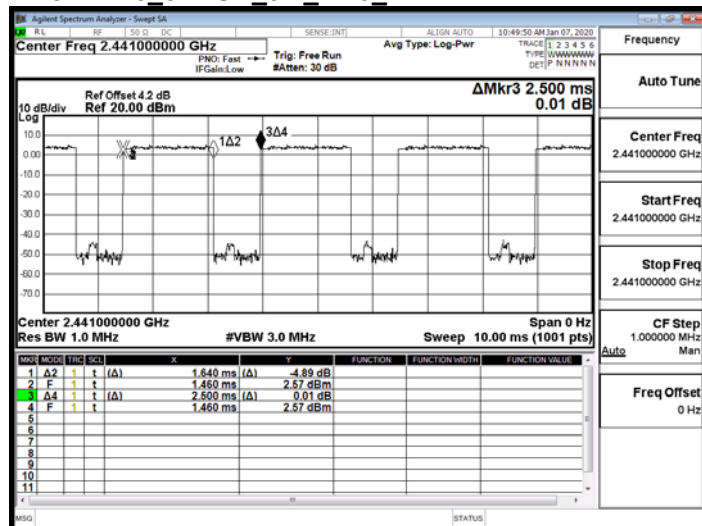 Agilent Spectrum Analyzer - Swept SA
RL RF 50 Ω DC SENSE:INT ALIGN AUTO 10:49:50 AM Jan 07, 2020
Center Freq 2.441000000 GHz
PNO: Fast
IFGain:Low
Trig: Free Run
#Atten: 30 dB
Avg Type: Log-Pwr
TRACE 1 2 3 4 5 6
TYPE WWWWWW
DET P N N N N N
Ref Offset 4.2 dB
10 dB/div Ref 20.00 dBm
Log
ΔMkr3 2.500 ms
0.01 dB
10.0
0.00
-10.0
-20.0
-30.0
-40.0
-50.0
-60.0
-70.0
1Δ2
3Δ4
Center 2.441000000 GHz Span 0 Hz
Res BW 1.0 MHz #VBW 3.0 MHz Sweep 10.00 ms (1001 pts)
MKR MODE TRC SCL X Y FUNCTION FUNCTION WIDTH FUNCTION VALUE
1 Δ2 1 t (Δ) 1.640 ms (Δ) -4.89 dB
2 F 1 t 1.460 ms 2.57 dBm
3 Δ4 1 t (Δ) 2.500 ms (Δ) 0.01 dB
4 F 1 t 1.460 ms 2.57 dBm
5
6
7
8
9
10
11
MSG STATUS
Frequency
Auto Tune
Center Freq
2.441000000 GHz
Start Freq
2.441000000 GHz
Stop Freq
2.441000000 GHz
CF Step
1.000000 MHz
Auto Man
Freq Offset
0 Hz